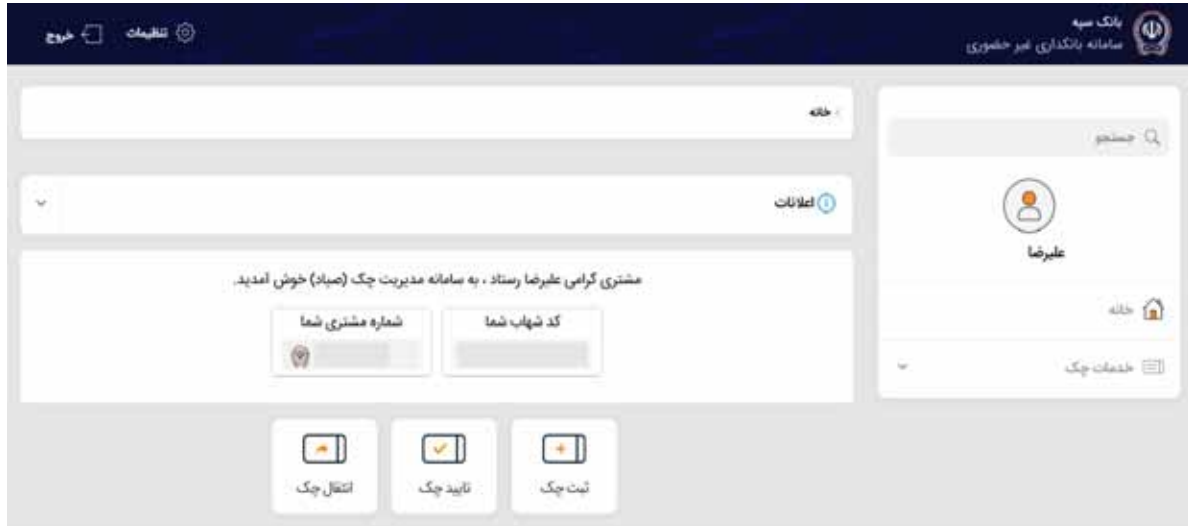 بانک سپه
سامانه بانکداری غیر حضوری
تنظیمات
خروج
جستجو
علیرضا
خانه
خدمات چک
خانه
اعلانات
مشتری گرامی علیرضا رستاد ، به سامانه مدیریت چک (صیاد) خوش آمدید.
کد شهاب شما
شماره مشتری شما
ثبت چک
تایید چک
انتقال چک